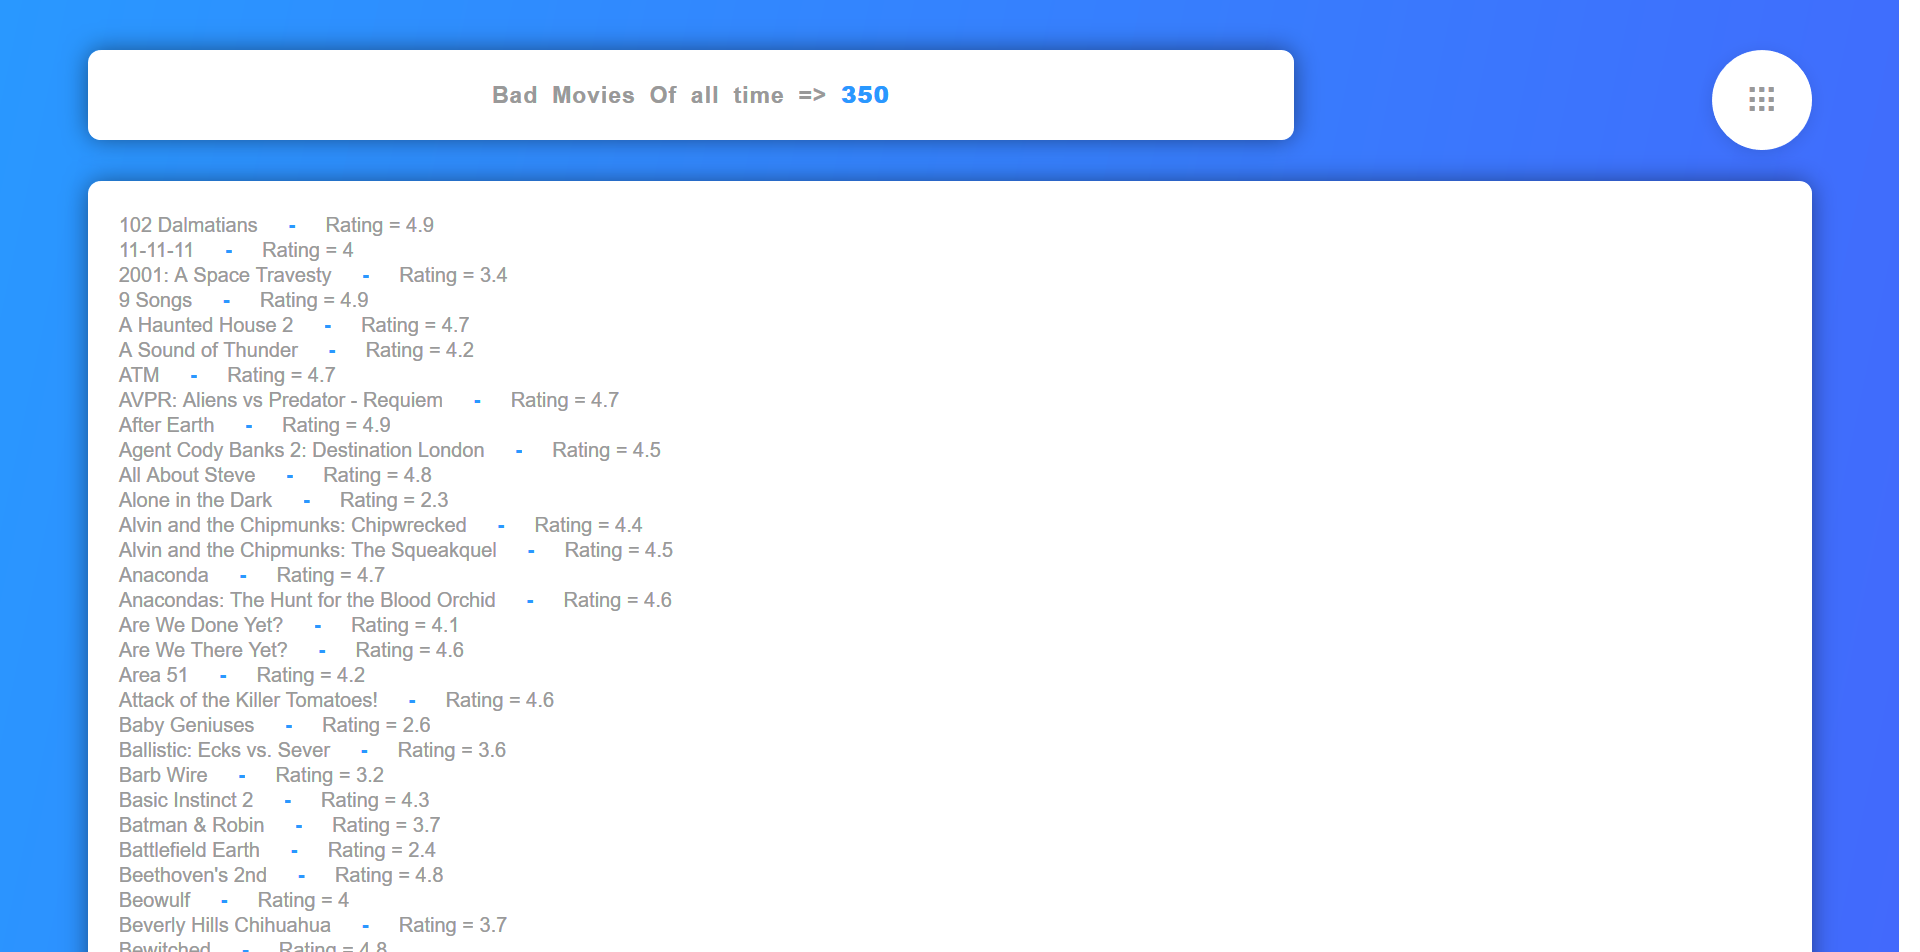 Bad Movies Of all time => 350
102 Dalmatians - Rating = 4.9
11-11-11 - Rating = 4
2001: A Space Travesty - Rating = 3.4
9 Songs - Rating = 4.9
A Haunted House 2 - Rating = 4.7
A Sound of Thunder - Rating = 4.2
ATM - Rating = 4.7
AVPR: Aliens vs Predator - Requiem - Rating = 4.7
After Earth - Rating = 4.9
Agent Cody Banks 2: Destination London - Rating = 4.5
All About Steve - Rating = 4.8
Alone in the Dark - Rating = 2.3
Alvin and the Chipmunks: Chipwrecked - Rating = 4.4
Alvin and the Chipmunks: The Squeakquel - Rating = 4.5
Anaconda - Rating = 4.7
Anacondas: The Hunt for the Blood Orchid - Rating = 4.6
Are We Done Yet? - Rating = 4.1
Are We There Yet? - Rating = 4.6
Area 51 - Rating = 4.2
Attack of the Killer Tomatoes! - Rating = 4.6
Baby Geniuses - Rating = 2.6
Ballistic: Ecks vs. Sever - Rating = 3.6
Barb Wire - Rating = 3.2
Basic Instinct 2 - Rating = 4.3
Batman & Robin - Rating = 3.7
Battlefield Earth - Rating = 2.4
Beethoven's 2nd - Rating = 4.8
Beowulf - Rating = 4
Beverly Hills Chihuahua - Rating = 3.7
Bewitched - Rating = 4.8